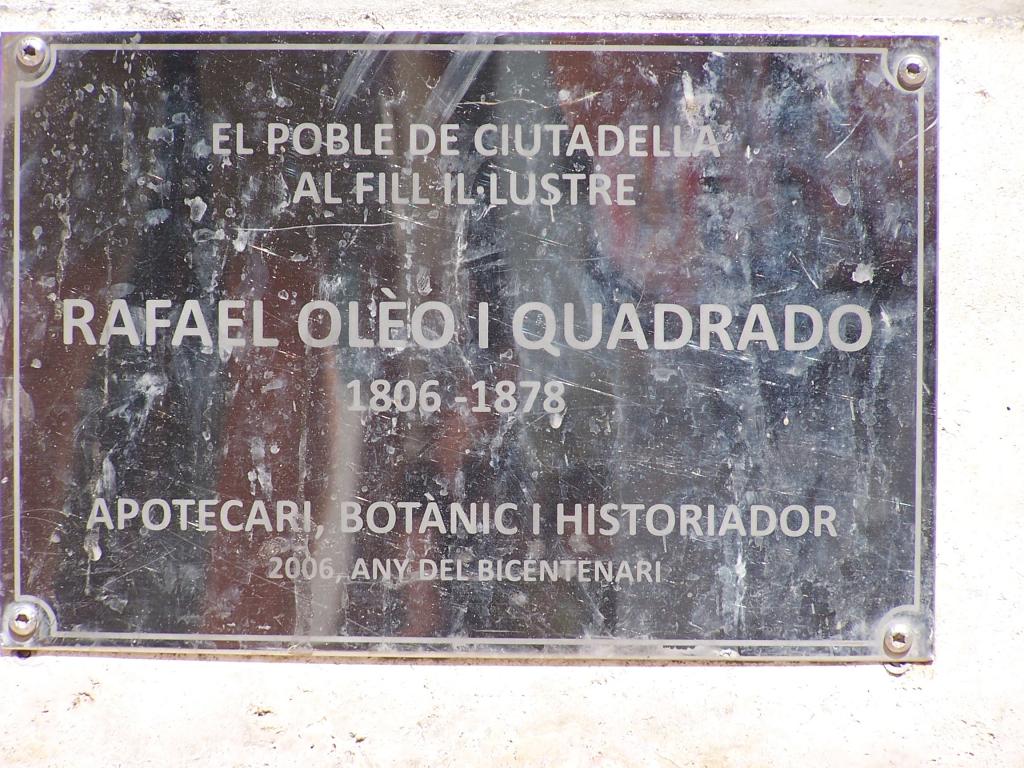 EL POBLE DE CIUTADELLA
AL FILL IL·LUSTRE
RAFAEL OLÈO I QUADRADO
1806 -1878
APOTECARI, BOTÀNIC I HISTORIADOR
2006, ANY DEL BICENTENARI